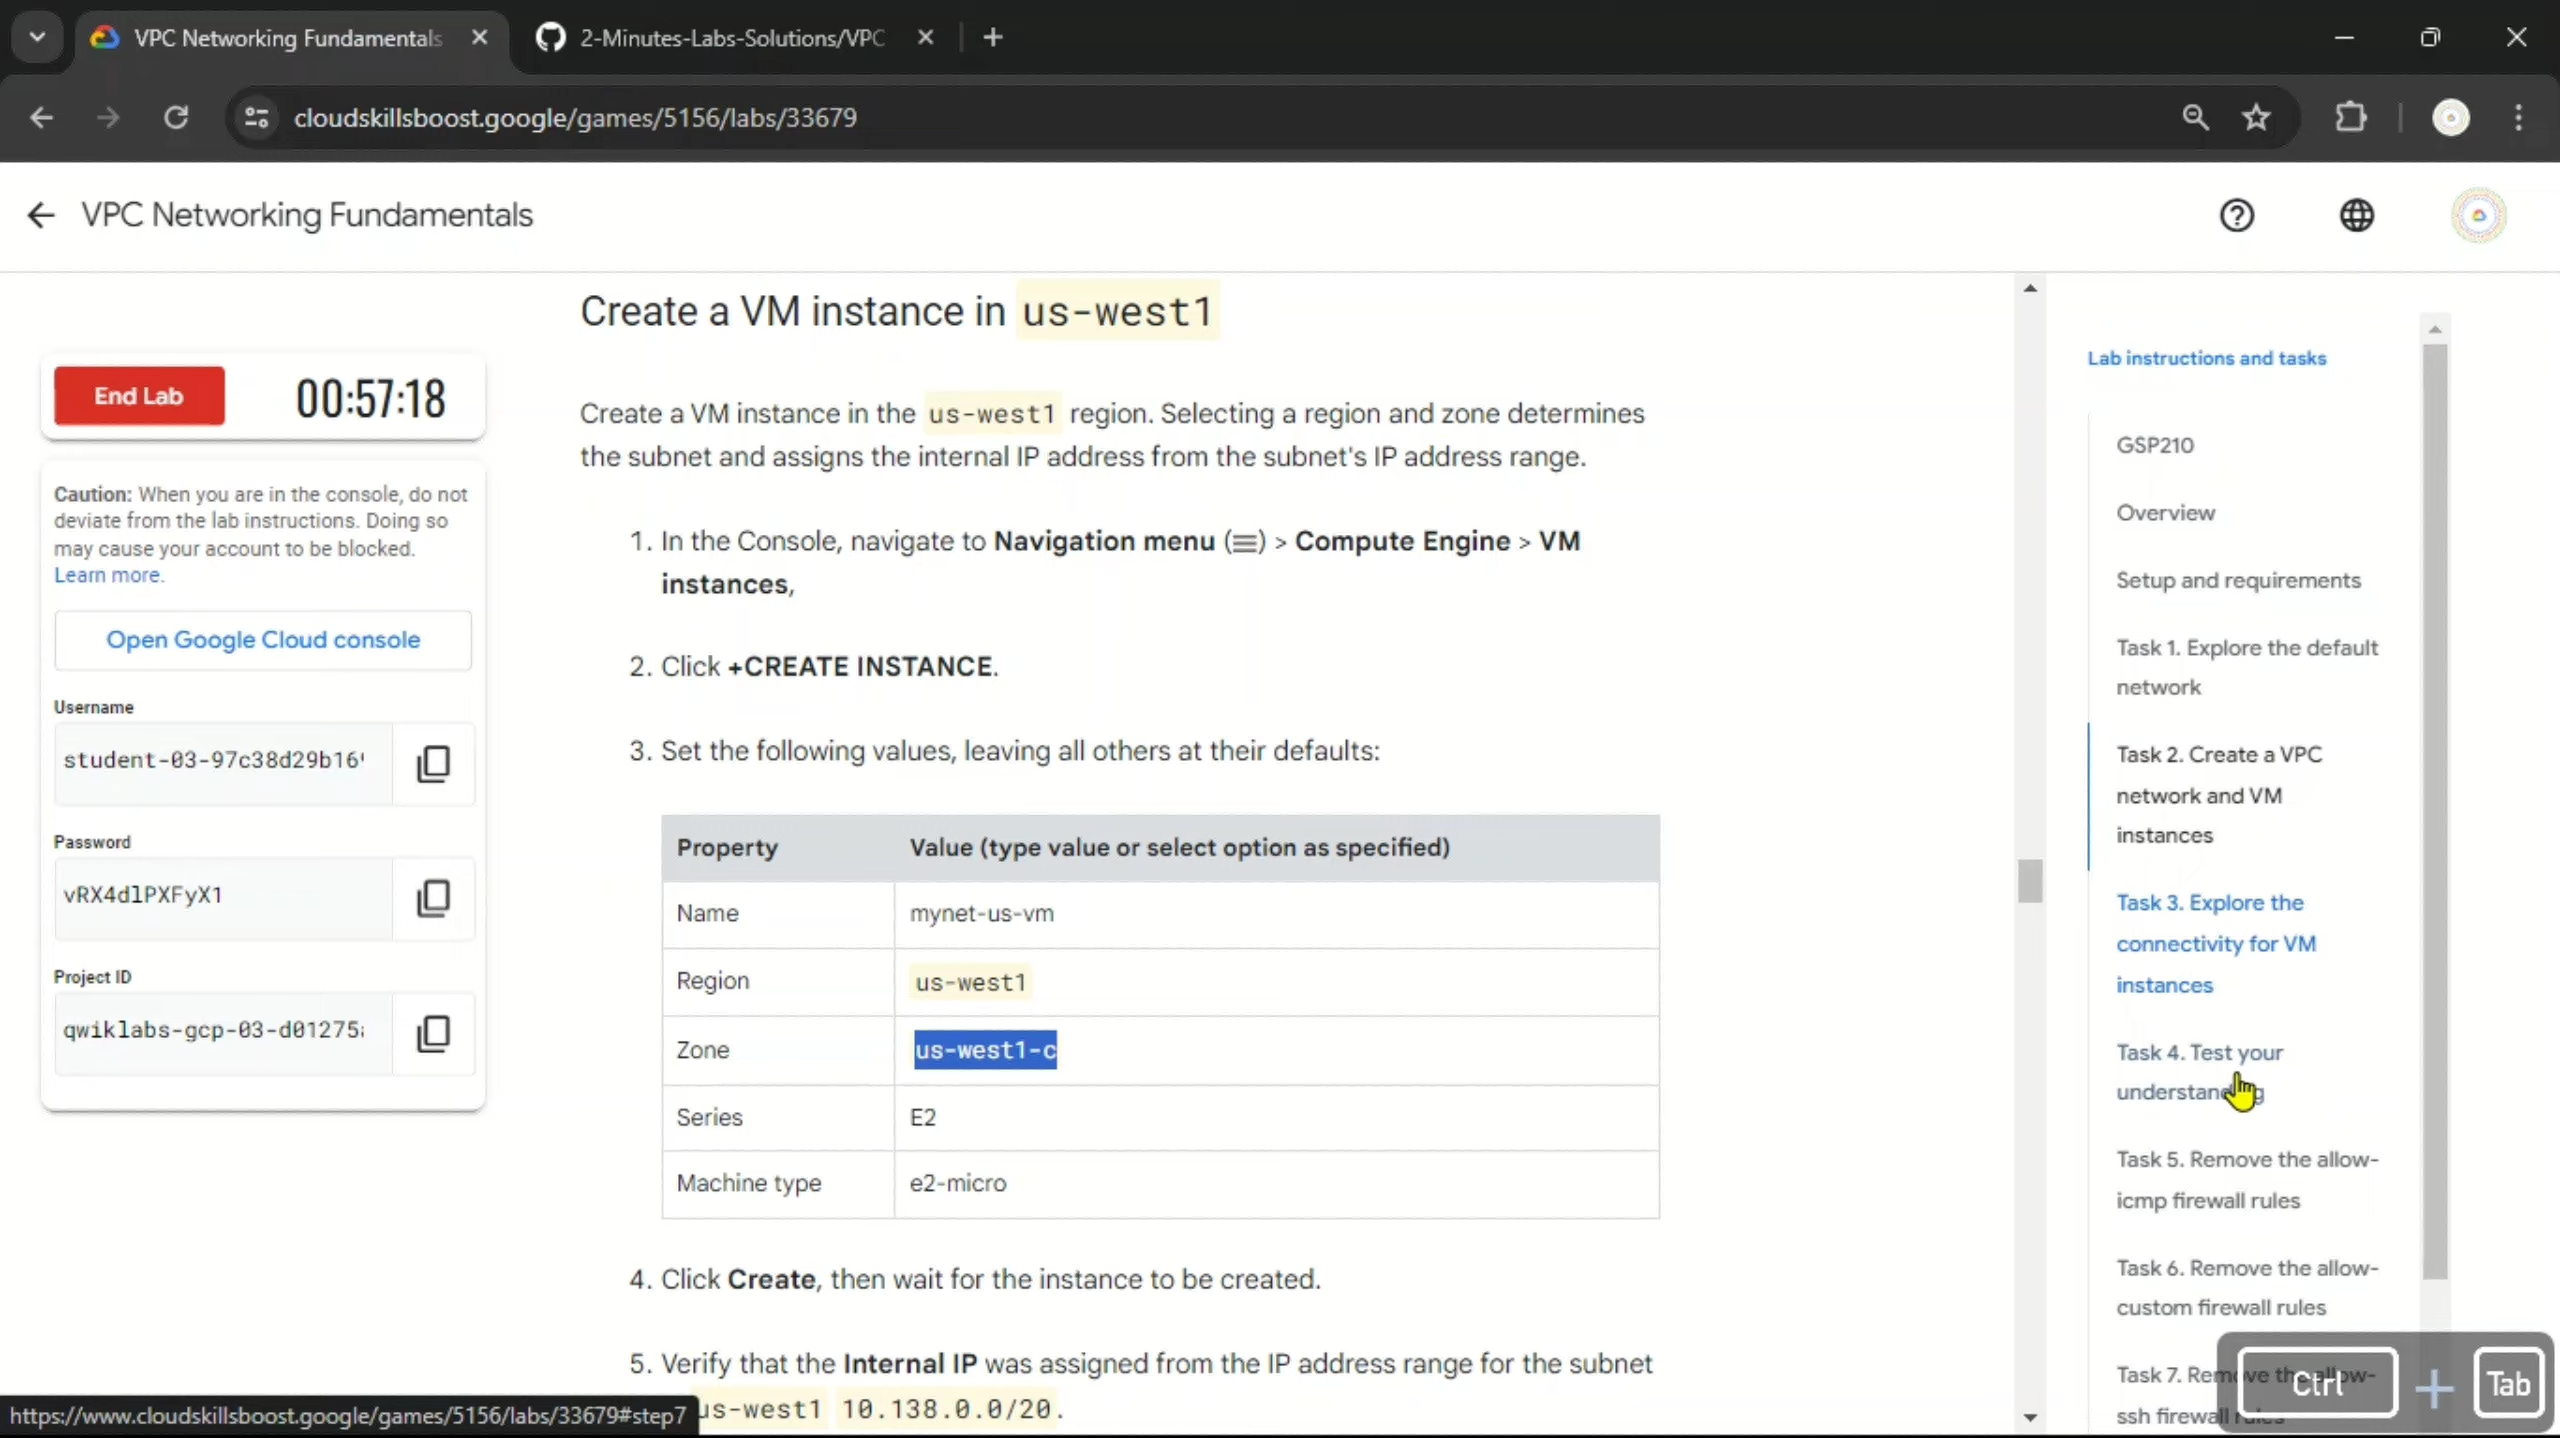 VPC Networking Fundamentals
2-Minutes-Labs-Solutions/VPC
cloudskillsboost.google/games/5156/labs/33679
VPC Networking Fundamentals
End Lab
00:57:18
Caution: When you are in the console, do not
deviate from the lab instructions. Doing so
may cause your account to be blocked.
Learn more.
Open Google Cloud console
Username
student-03-97c38d29b16
Password
vRX4dlPXFyX1
Project ID
qwiklabs-gcp-03-d01275
Create a VM instance in us-west1
Create a VM instance in the us-west1 region. Selecting a region and zone determines
the subnet and assigns the internal IP address from the subnet's IP address range.
1. In the Console, navigate to Navigation menu (≡) > Compute Engine > VM
instances,
2. Click +CREATE INSTANCE.
3. Set the following values, leaving all others at their defaults:
Property Value (type value or select option as specified)
Name mynet-us-vm
Region us-west1
Zone us-west1-c
Series E2
Machine type e2-micro
4. Click Create, then wait for the instance to be created.
5. Verify that the Internal IP was assigned from the IP address range for the subnet
us-west1 10.138.0.0/20.
Lab instructions and tasks
GSP210
Overview
Setup and requirements
Task 1. Explore the default
network
Task 2. Create a VPC
network and VM
instances
Task 3. Explore the
connectivity for VM
instances
Task 4. Test your
understanding
Task 5. Remove the allow-
icmp firewall rules
Task 6. Remove the allow-
custom firewall rules
Task 7. Remove the allow-
ssh firewall rules
https://www.cloudskillsboost.google/games/5156/labs/33679#step7
Ctrl + Tab